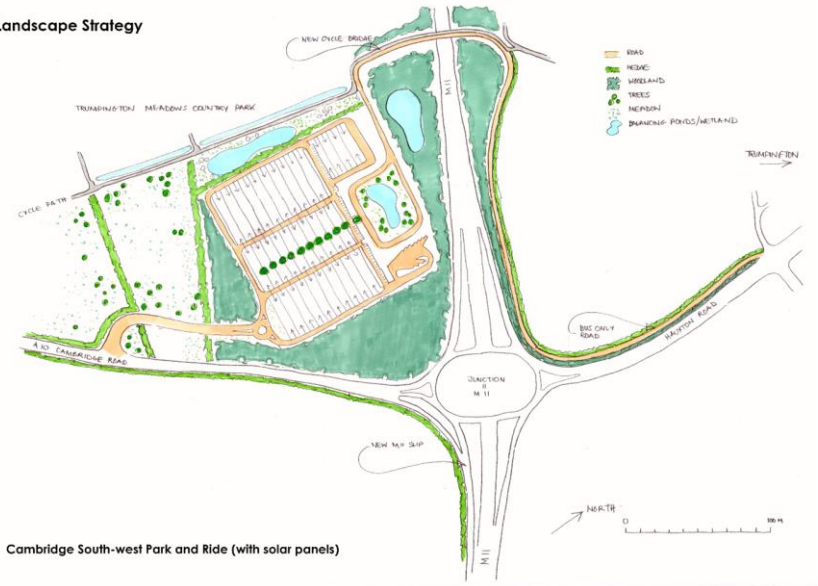 Landscape Strategy
NEW CYCLE BRIDGE
M11
ROAD
HEDGE
WOODLAND
TREES
MEADOW
BALANCING PONDS/WETLAND
TRUMPINGTON MEADOWS COUNTRY PARK
TRUMPINGTON
CYCLE PATH
BUS ONLY
ROAD
HAUXTON ROAD
A10 CAMBRIDGE ROAD
JUNCTION
11
M11
NEW M11 SLIP
NORTH
0
100 M
M11
Cambridge South-west Park and Ride (with solar panels)